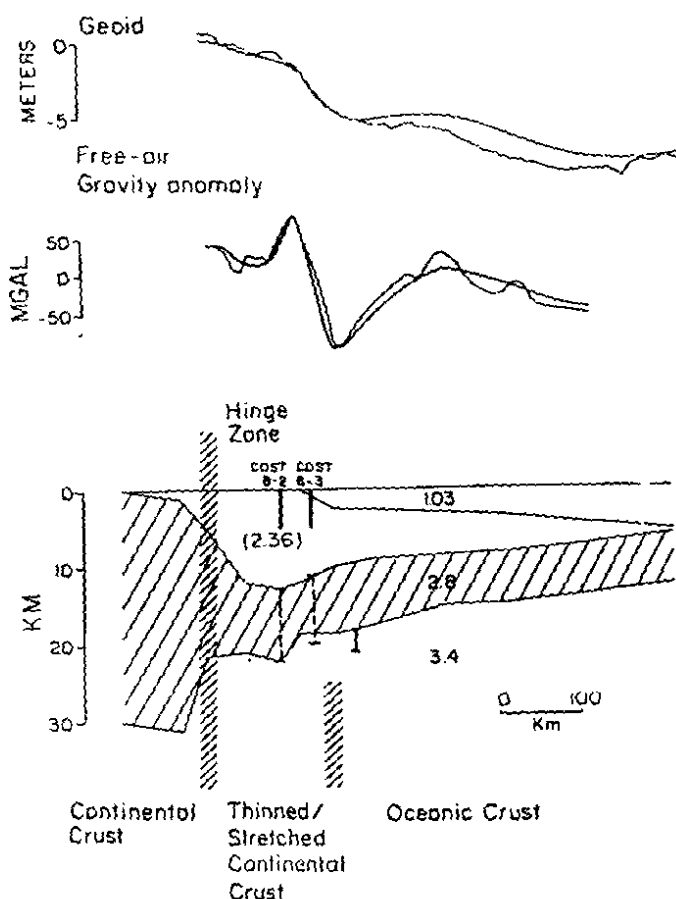 Geoid
0
METERS
-5
Free-air
Gravity anomaly
50
0
MGAL
-50
Hinge
Zone
COST COST
B-2 B-3
0
1.03
(2.36)
10
2.8
KM
20
3.4
0 100
Km
30
Continental
Crust
Thinned/
Stretched
Continental
Crust
Oceanic Crust